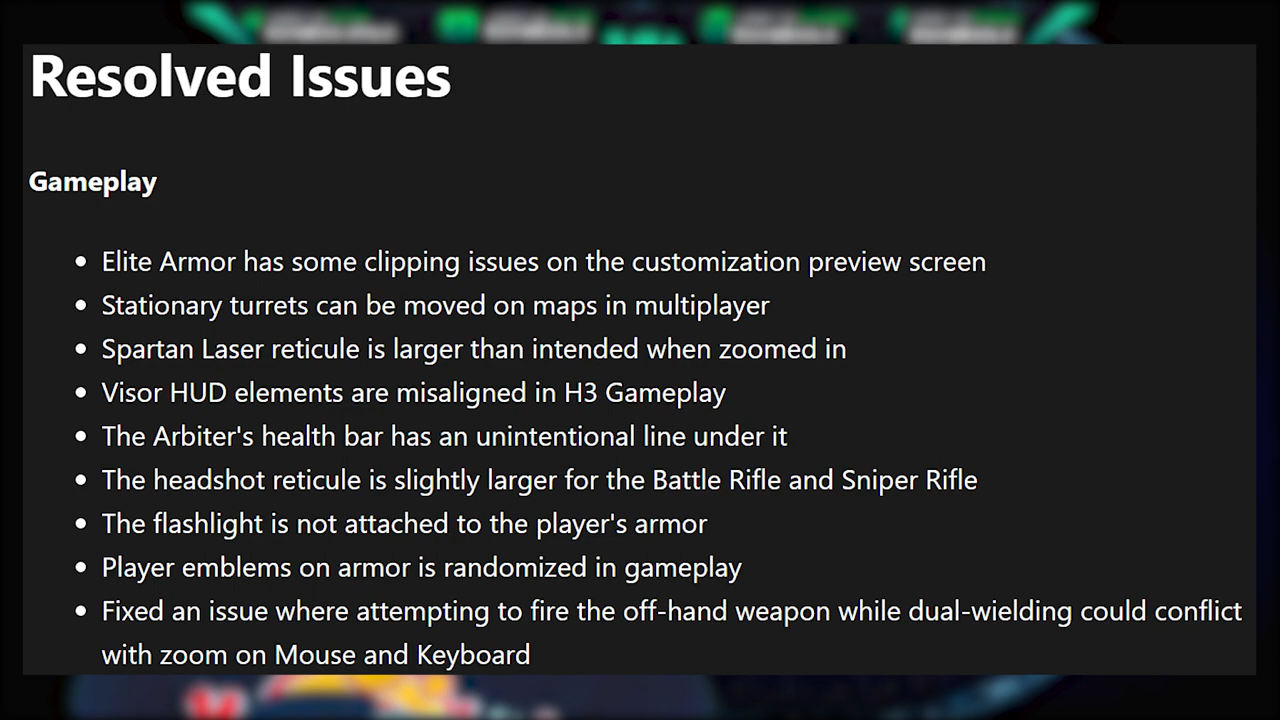 Resolved Issues
Gameplay
• Elite Armor has some clipping issues on the customization preview screen
• Stationary turrets can be moved on maps in multiplayer
• Spartan Laser reticule is larger than intended when zoomed in
• Visor HUD elements are misaligned in H3 Gameplay
• The Arbiter's health bar has an unintentional line under it
• The headshot reticule is slightly larger for the Battle Rifle and Sniper Rifle
• The flashlight is not attached to the player's armor
• Player emblems on armor is randomized in gameplay
• Fixed an issue where attempting to fire the off-hand weapon while dual-wielding could conflict
with zoom on Mouse and Keyboard